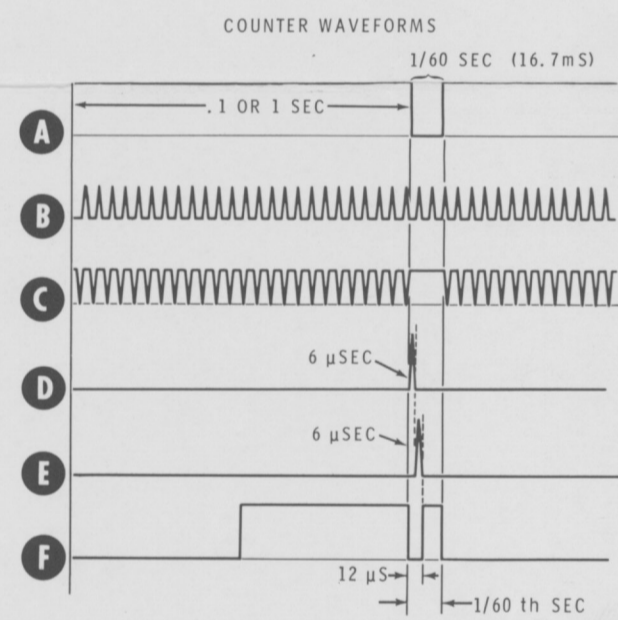 COUNTER WAVEFORMS
1/60 SEC (16.7mS)
.1 OR 1 SEC
A
B
C
6 µSEC
D
6 µSEC
E
F
12 µS
1/60 th SEC